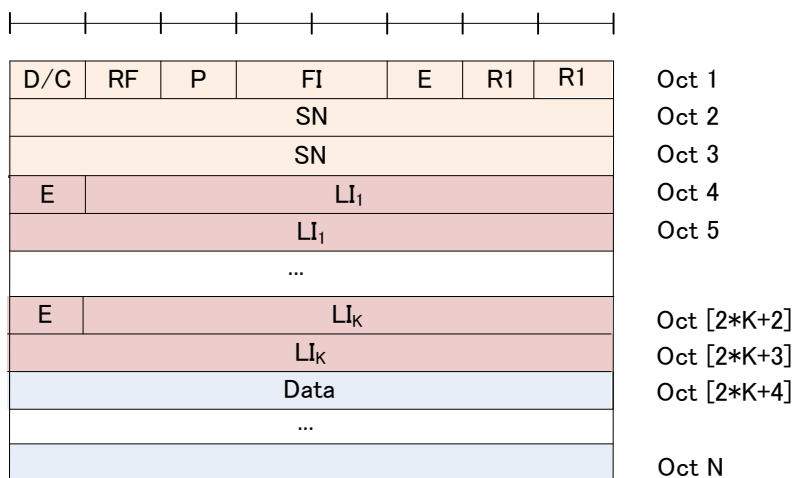 D/C RF P FI E R1 R1 Oct 1
SN Oct 2
SN Oct 3
E LI₁ Oct 4
LI₁ Oct 5
...
E LIₖ Oct [2*K+2]
LIₖ Oct [2*K+3]
Data Oct [2*K+4]
...
Oct N